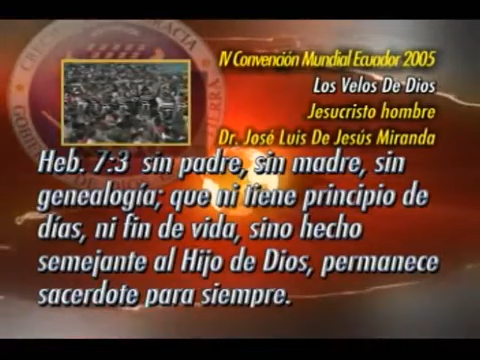 IV Convención Mundial Ecuador 2005
Los Velos De Dios
Jesucristo hombre
Dr. José Luis De Jesús Miranda
Heb. 7:3 sin padre, sin madre, sin
genealogía; que ni tiene principio de
días, ni fin de vida, sino hecho
semejante al Hijo de Dios, permanece
sacerdote para siempre.